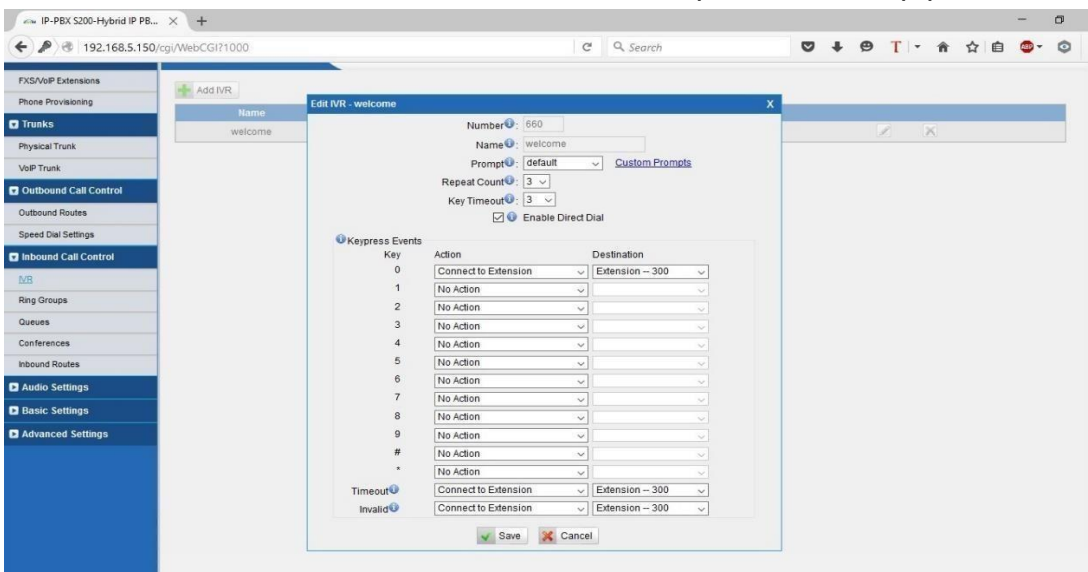 IP-PBX S200-Hybrid IP PB...
192.168.5.150/cgi/WebCGI?1000
Search
FXS/VoIP Extensions
Phone Provisioning
Trunks
Physical Trunk
VoIP Trunk
Outbound Call Control
Outbound Routes
Speed Dial Settings
Inbound Call Control
IVR
Ring Groups
Queues
Conferences
Inbound Routes
Audio Settings
Basic Settings
Advanced Settings
Add IVR
Name
welcome
Edit IVR - welcome X
Number: 660
Name: welcome
Prompt: default Custom Prompts
Repeat Count: 3
Key Timeout: 3
Enable Direct Dial
Keypress Events
Key Action Destination
0 Connect to Extension Extension -- 300
1 No Action
2 No Action
3 No Action
4 No Action
5 No Action
6 No Action
7 No Action
8 No Action
9 No Action
# No Action
* No Action
Timeout Connect to Extension Extension -- 300
Invalid Connect to Extension Extension -- 300
Save Cancel